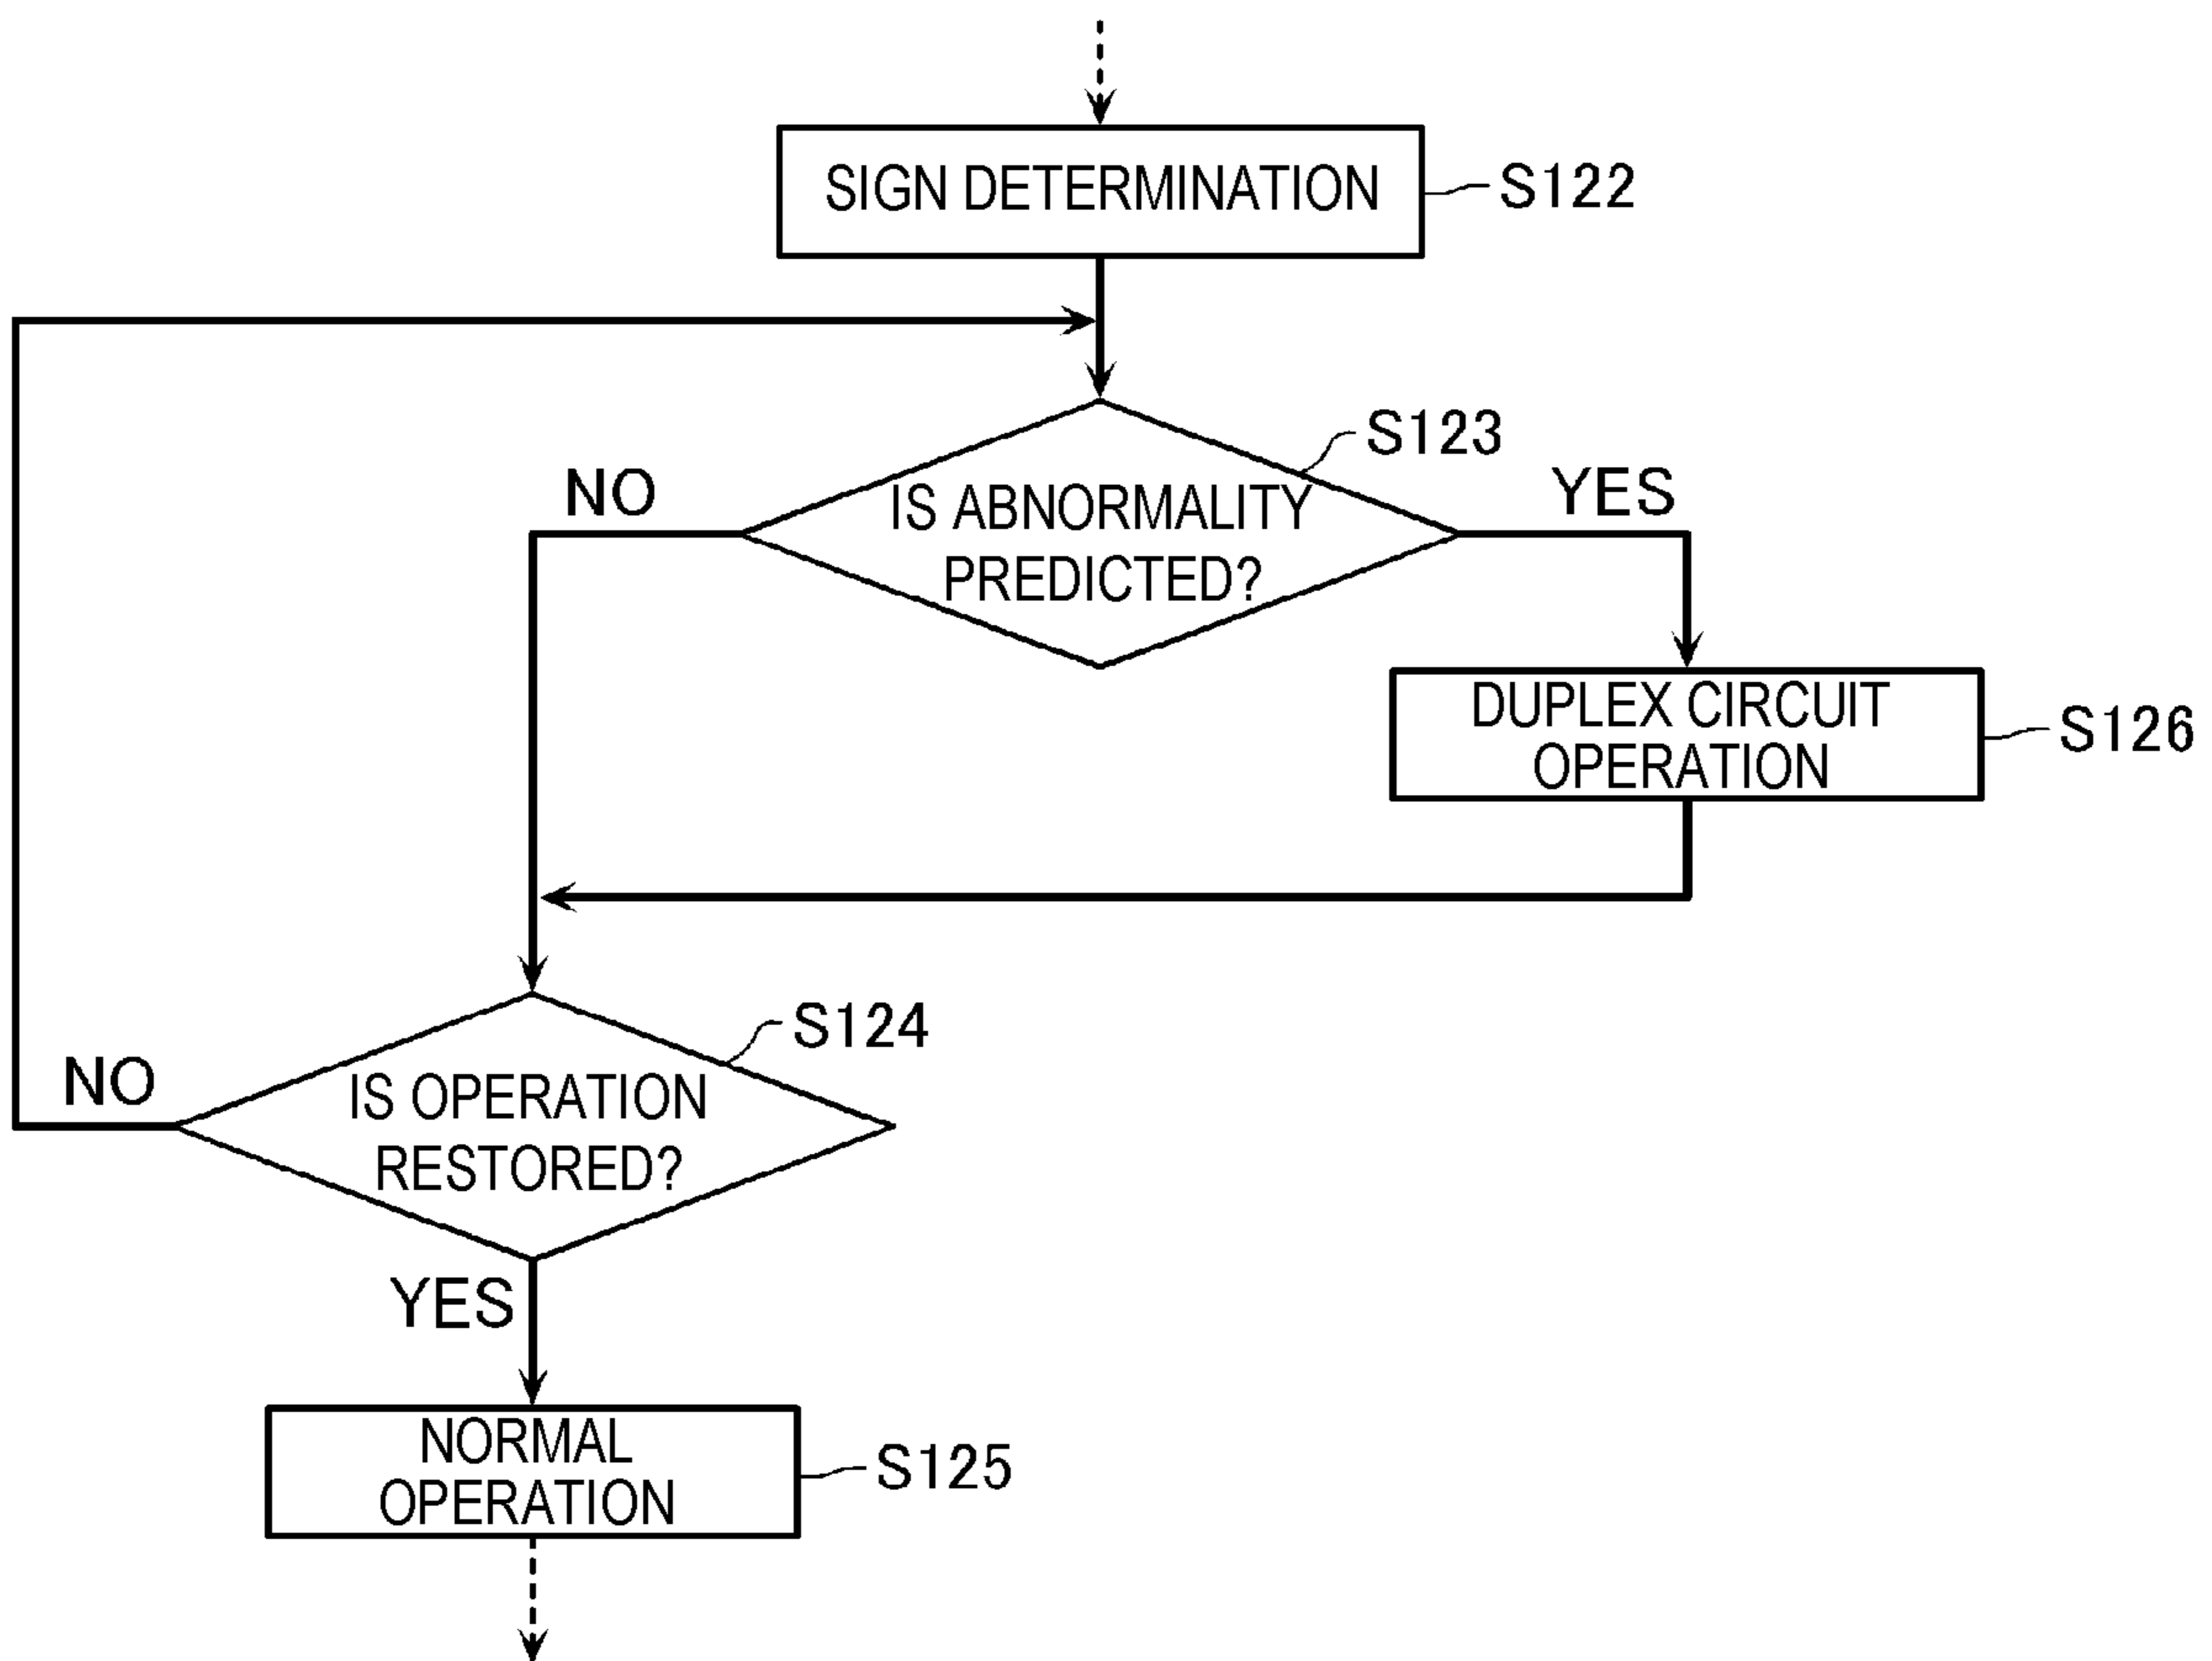 SIGN DETERMINATION
S122
S123
NO
IS ABNORMALITY
PREDICTED?
YES
DUPLEX CIRCUIT
OPERATION
S126
S124
NO
IS OPERATION
RESTORED?
YES
NORMAL
OPERATION
S125